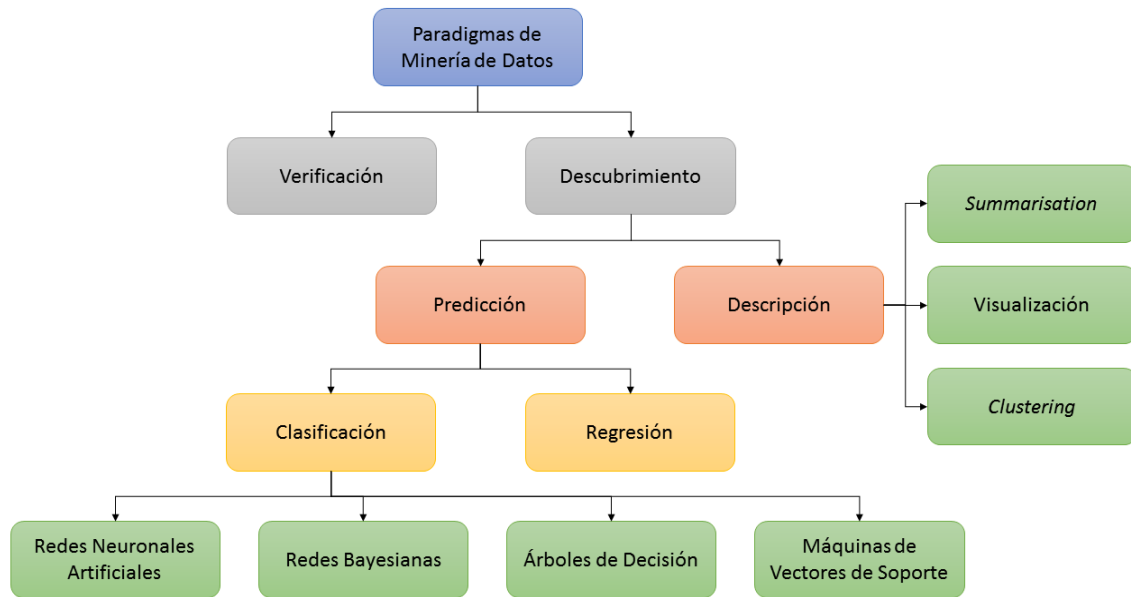 Paradigmas de
Minería de Datos
Verificación
Descubrimiento
Summarisation
Predicción
Descripción
Visualización
Clasificación
Regresión
Clustering
Redes Neuronales
Artificiales
Redes Bayesianas
Árboles de Decisión
Máquinas de
Vectores de Soporte